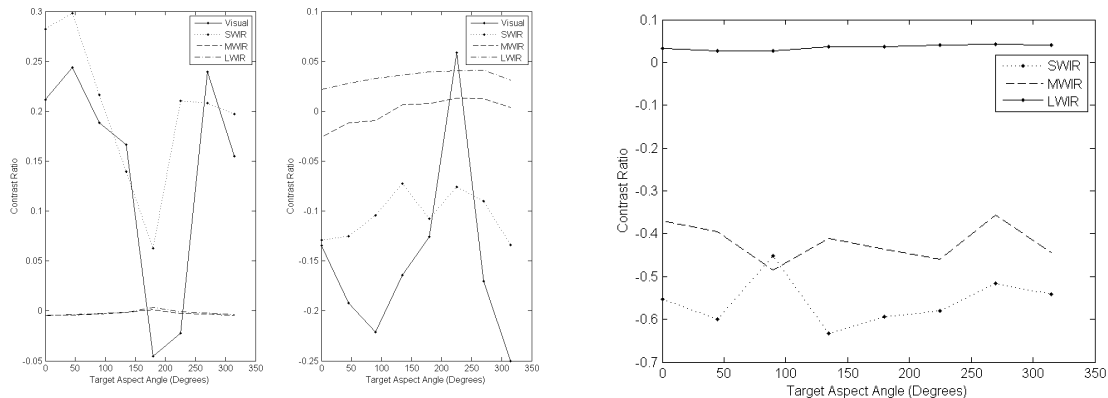 0.3
0.25
0.2
0.15
0.1
0.05
0
-0.05
Contrast Ratio
0 50 100 150 200 250 300 350
Target Aspect Angle (Degrees)
Visual
SWIR
MWIR
LWIR
0.1
0.05
0
-0.05
-0.1
-0.15
-0.2
-0.25
Contrast Ratio
0 50 100 150 200 250 300 350
Target Aspect Angle (Degrees)
Visual
SWIR
MWIR
LWIR
0.1
0
-0.1
-0.2
-0.3
-0.4
-0.5
-0.6
-0.7
Contrast Ratio
0 50 100 150 200 250 300 350
Target Aspect Angle (Degrees)
SWIR
MWIR
LWIR